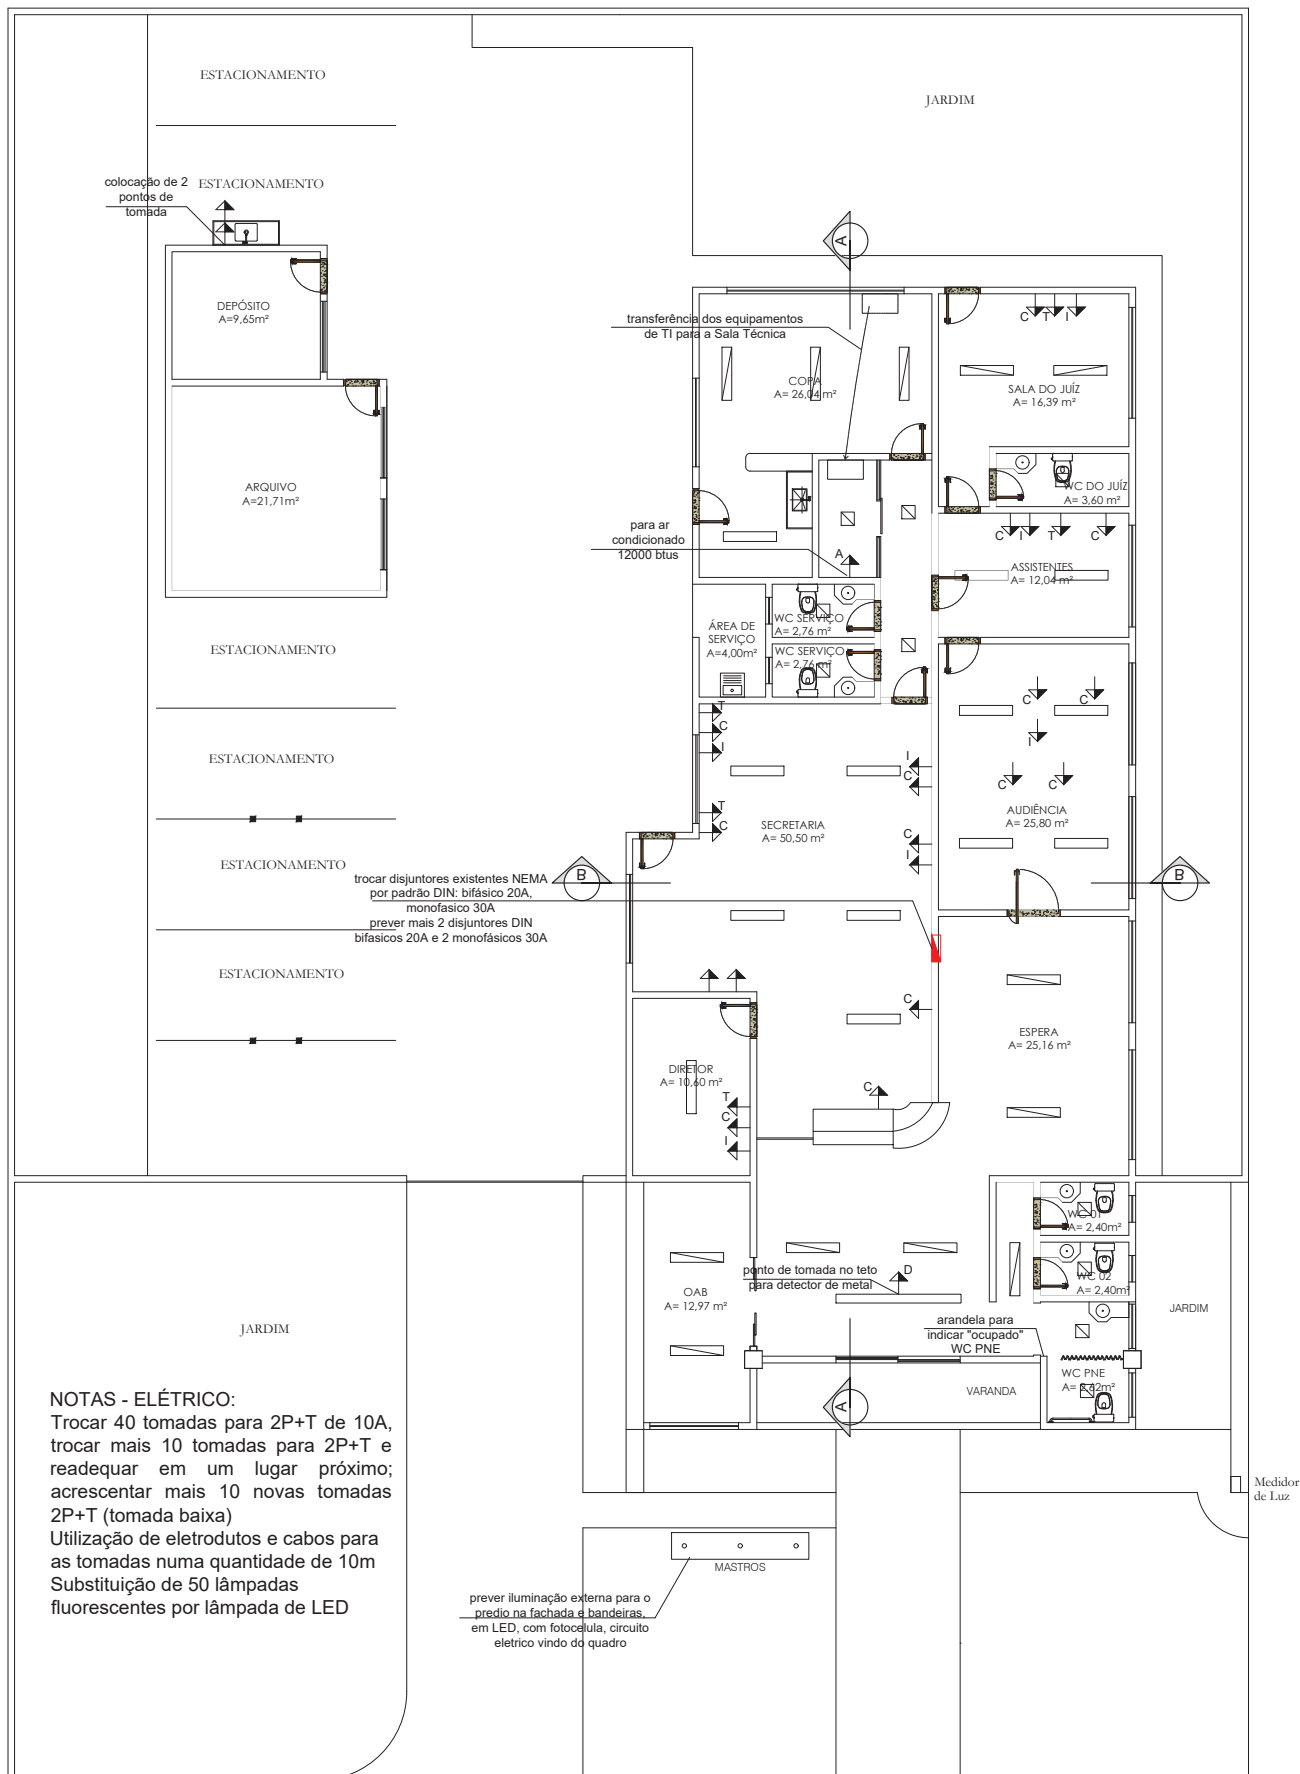 ESTACIONAMENTO
JARDIM
colocação de 2
pontos de
tomada
ESTACIONAMENTO
DEPÓSITO
A=9,65m²
A
transferência dos equipamentos
de TI para a Sala Técnica
C T I
COPA
A= 26,04 m²
SALA DO JUÍZ
A= 16,39 m²
ARQUIVO
A=21,71m²
WC DO JUÍZ
A= 3,60 m²
para ar
condicionado
12000 btus
A
C I T C
ASSISTENTES
A= 12,04 m²
ÁREA DE
SERVIÇO
A=4,00m²
WC SERVIÇO
A= 2,76 m²
WC SERVIÇO
A= 2,76 m²
ESTACIONAMENTO
T
C
I
C C
I
C C
I
C
ESTACIONAMENTO
T
C
SECRETARIA
A= 50,50 m²
C
I
AUDIÊNCIA
A= 25,80 m²
ESTACIONAMENTO
B
B
trocar disjuntores existentes NEMA
por padrão DIN: bifásico 20A,
monofasico 30A
prever mais 2 disjuntores DIN
bifasicos 20A e 2 monofásicos 30A
ESTACIONAMENTO
C
ESPERA
A= 25,16 m²
DIRETOR
A= 10,60 m²
T
C
I
C
WC 01
A= 2,40m²
WC 02
A= 2,40m²
ponto de tomada no teto
para detector de metal
D
OAB
A= 12,97 m²
JARDIM
JARDIM
arandela para
indicar "ocupado"
WC PNE
WC PNE
A= 3,62m²
VARANDA
A
NOTAS - ELÉTRICO:
Trocar 40 tomadas para 2P+T de 10A,
trocar mais 10 tomadas para 2P+T e
readequar em um lugar próximo;
acrescentar mais 10 novas tomadas
2P+T (tomada baixa)
Utilização de eletrodutos e cabos para
as tomadas numa quantidade de 10m
Substituição de 50 lâmpadas
fluorescentes por lâmpada de LED
Medidor
de Luz
MASTROS
prever iluminação externa para o
predio na fachada e bandeiras,
em LED, com fotocelula, circuito
eletrico vindo do quadro